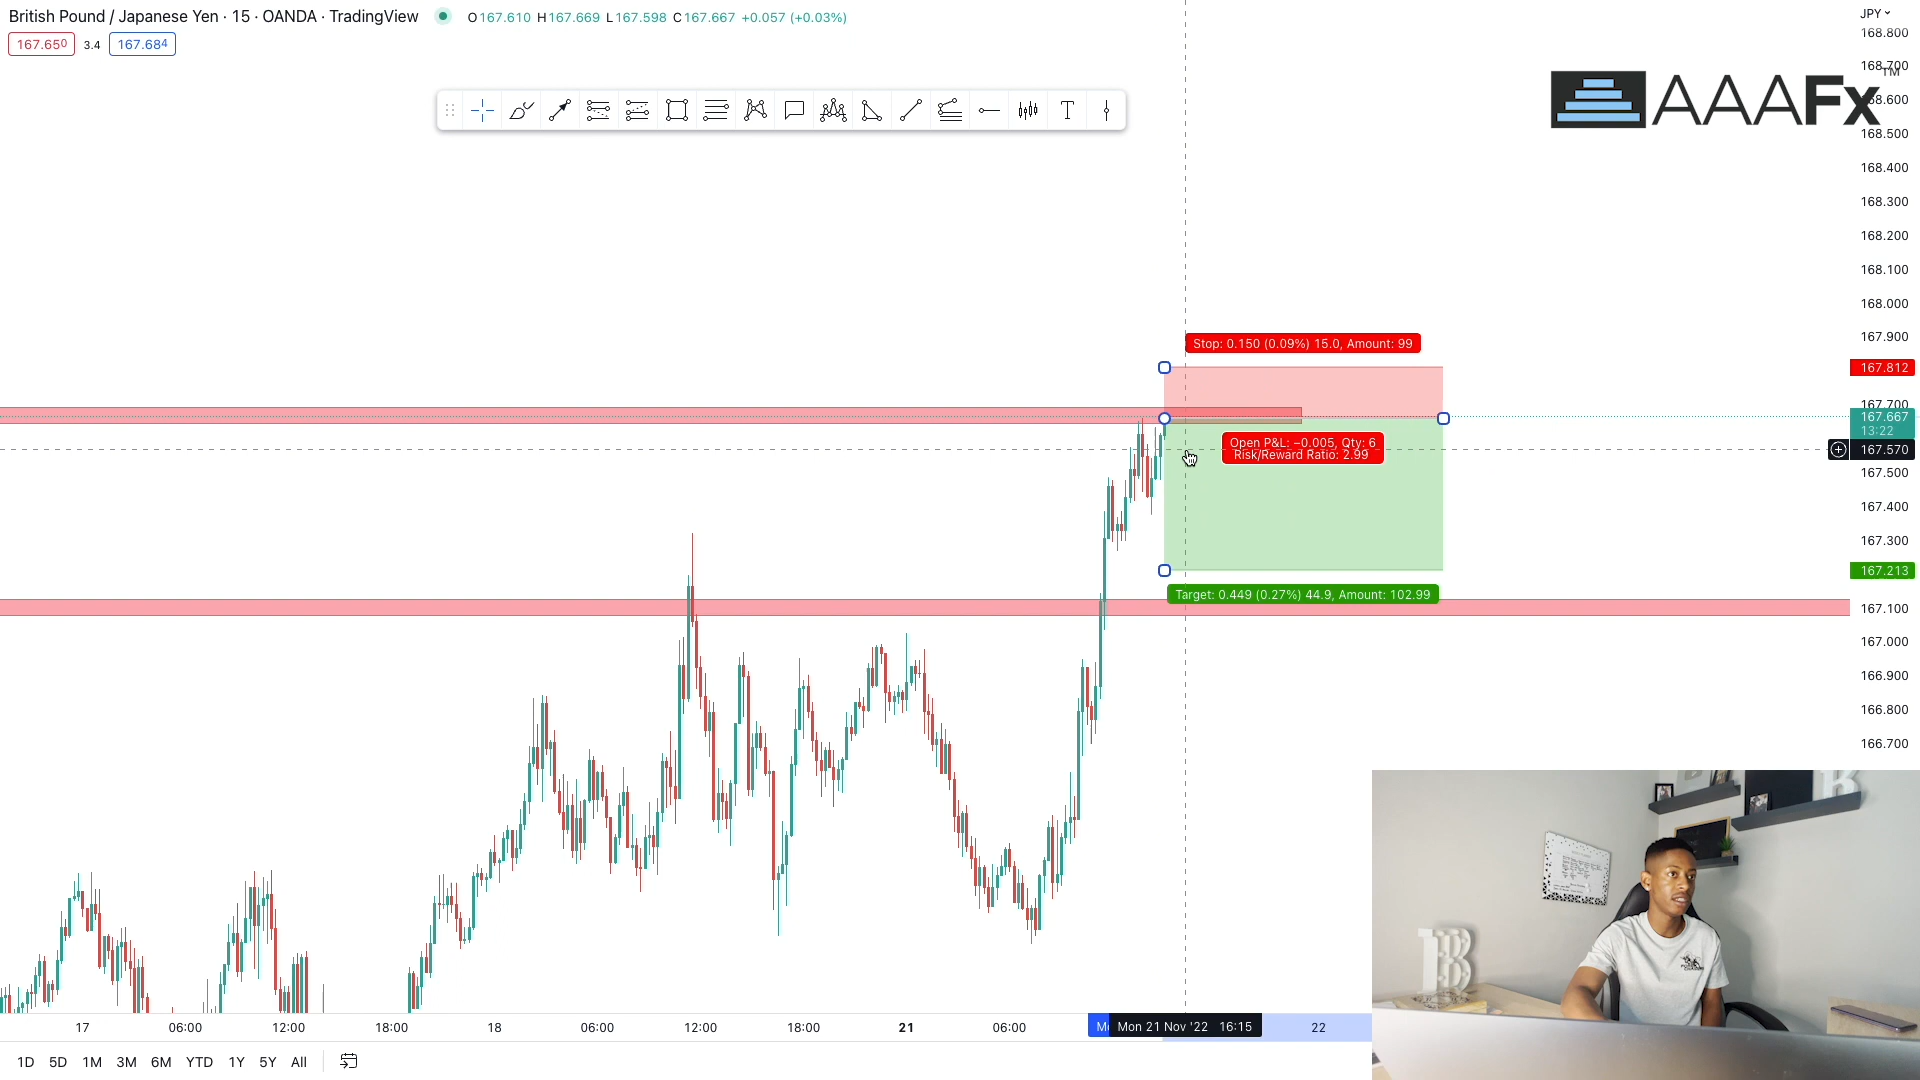 British Pound / Japanese Yen · 15 · OANDA · TradingView O167.610 H167.669 L167.598 C167.667 +0.057 (+0.03%)
167.650 3.4 167.684
JPY
168.800
168.700
AAAFx™
168.600
168.500
168.400
168.300
168.200
168.100
168.000
167.900
Stop: 0.150 (0.09%) 15.0, Amount: 99
167.812
167.700
167.667
13:22
Open P&L: −0.005, Qty: 6
Risk/Reward Ratio: 2.99
167.570
167.500
167.400
167.300
167.213
Target: 0.449 (0.27%) 44.9, Amount: 102.99
167.100
167.000
166.900
166.800
166.700
17 06:00 12:00 18:00 18 06:00 12:00 18:00 21 06:00 Mon 21 Nov '22 16:15 22
1D 5D 1M 3M 6M YTD 1Y 5Y All